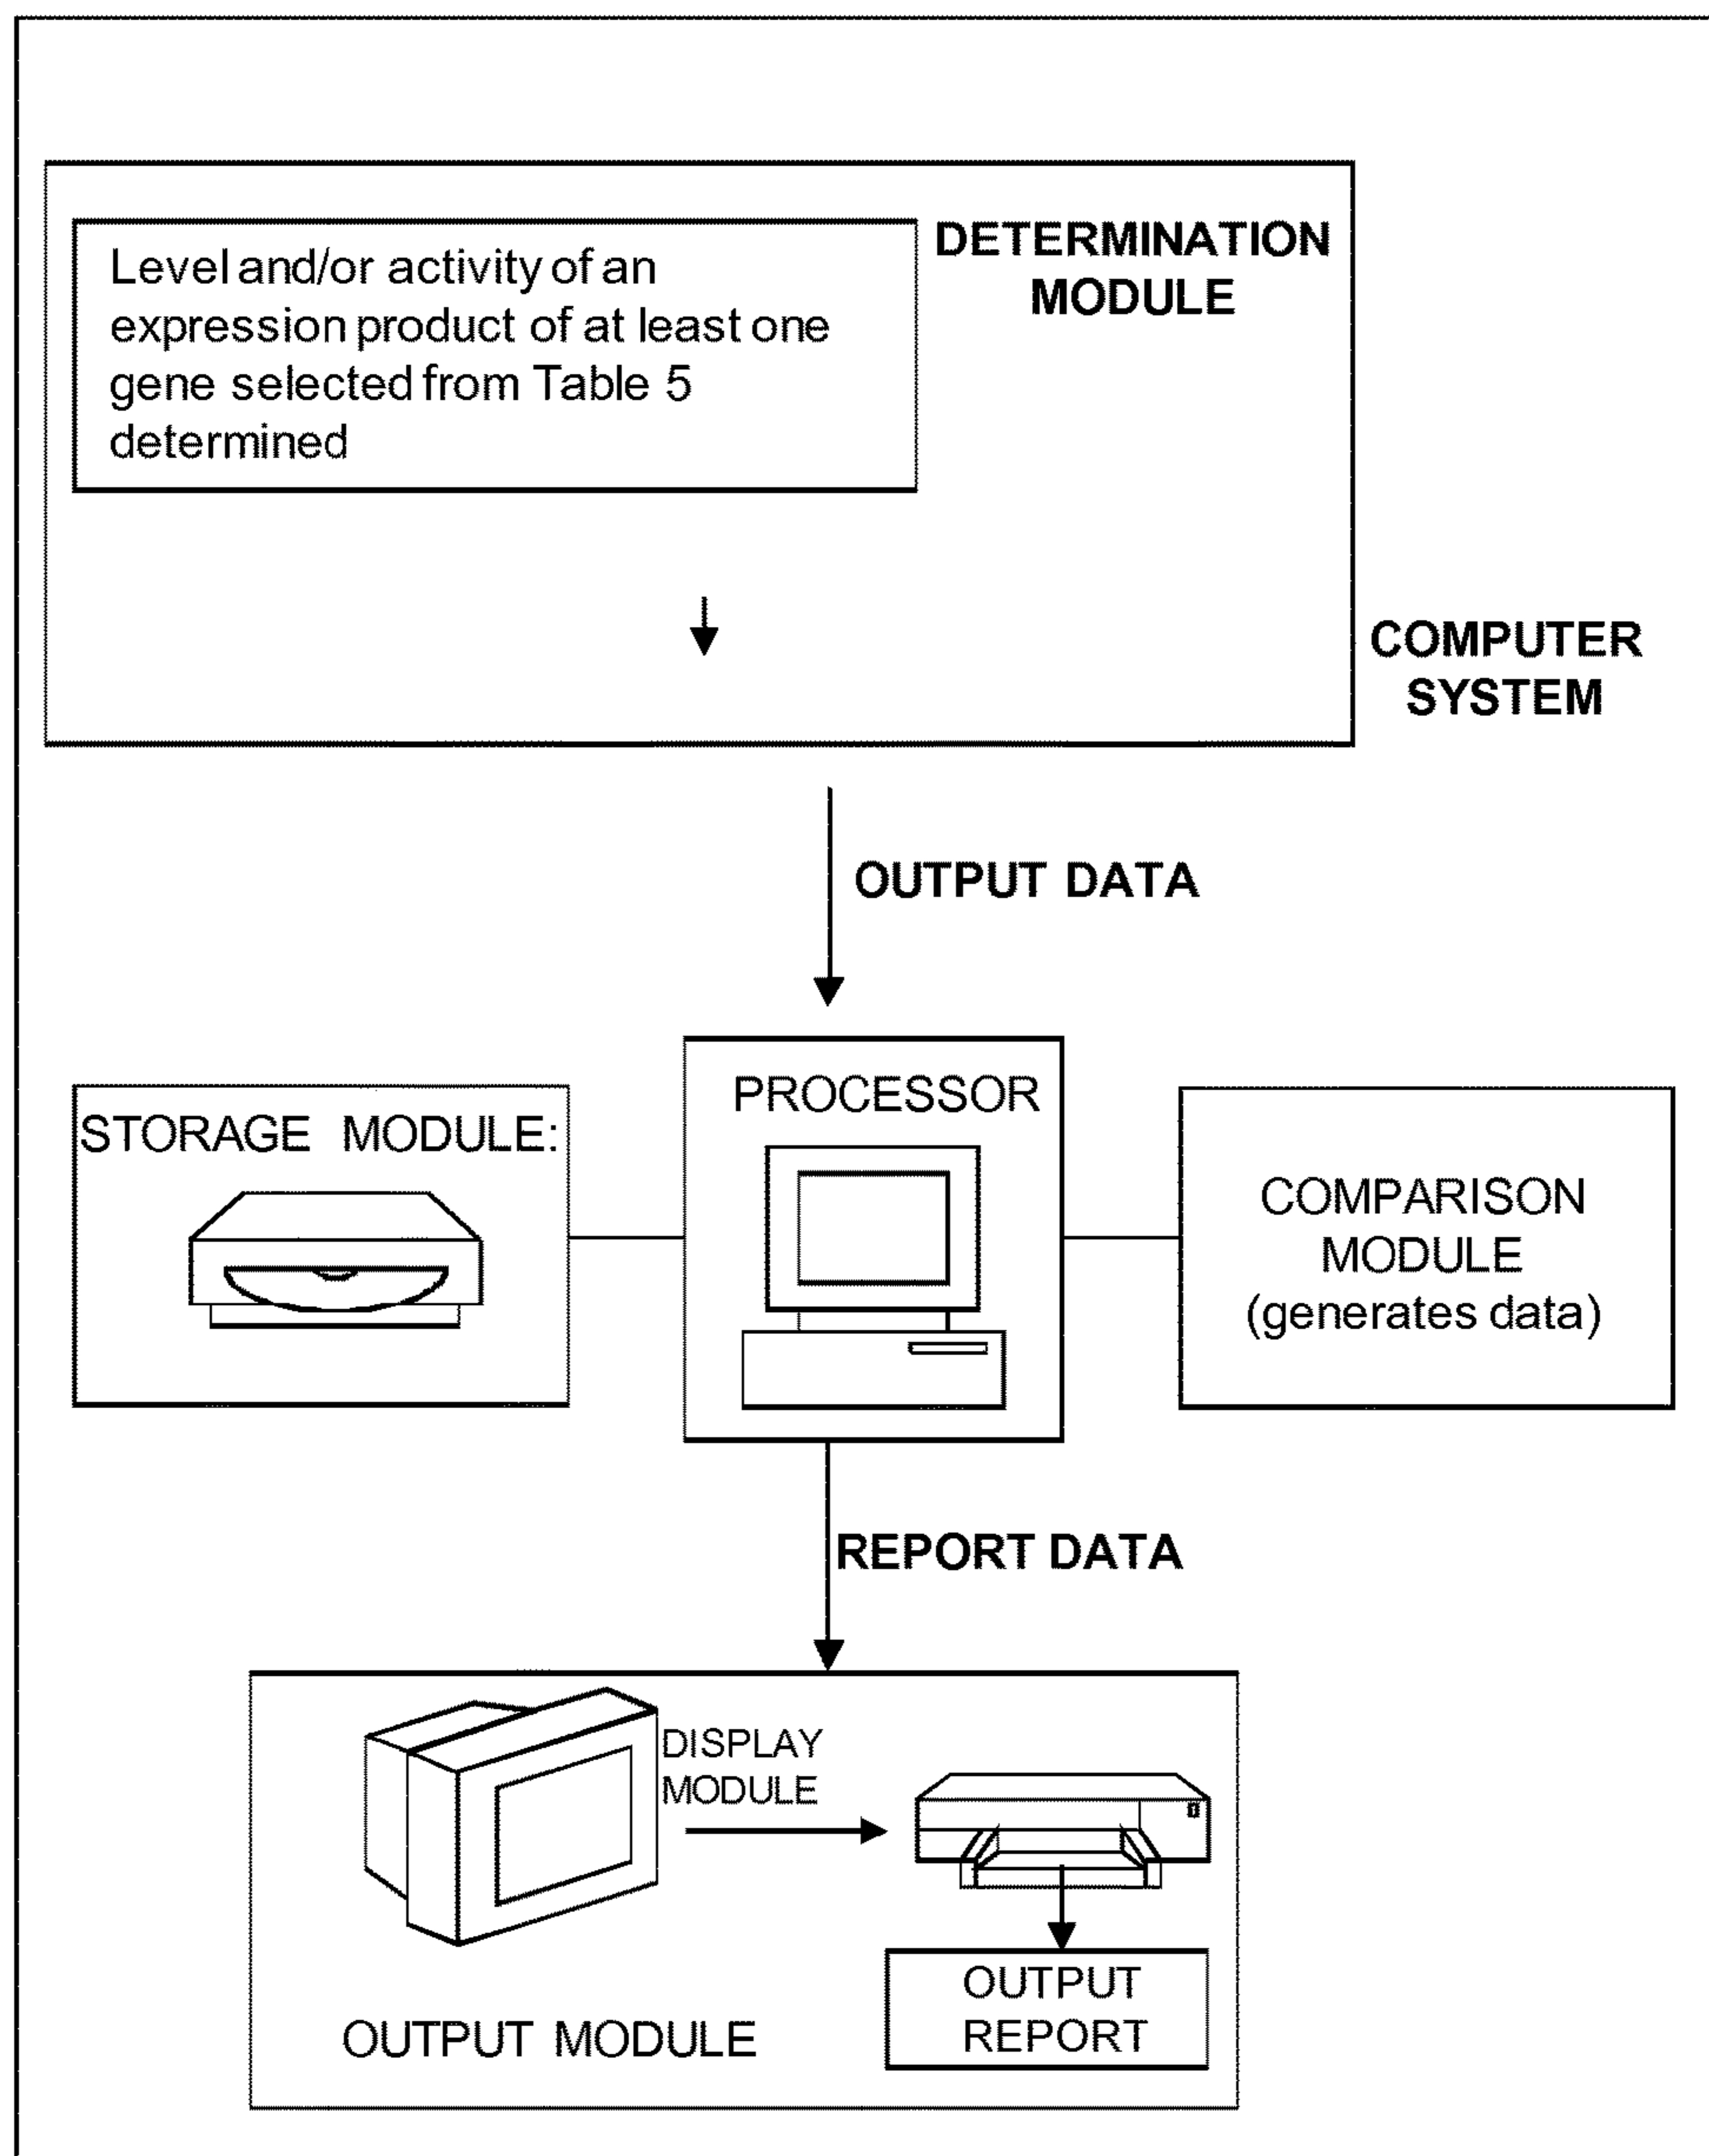 Level and/or activity of an
expression product of at least one
gene selected from Table 5
determined
DETERMINATION
MODULE
COMPUTER
SYSTEM
OUTPUT DATA
STORAGE MODULE:
PROCESSOR
COMPARISON
MODULE
(generates data)
REPORT DATA
DISPLAY
MODULE
OUTPUT MODULE
OUTPUT
REPORT